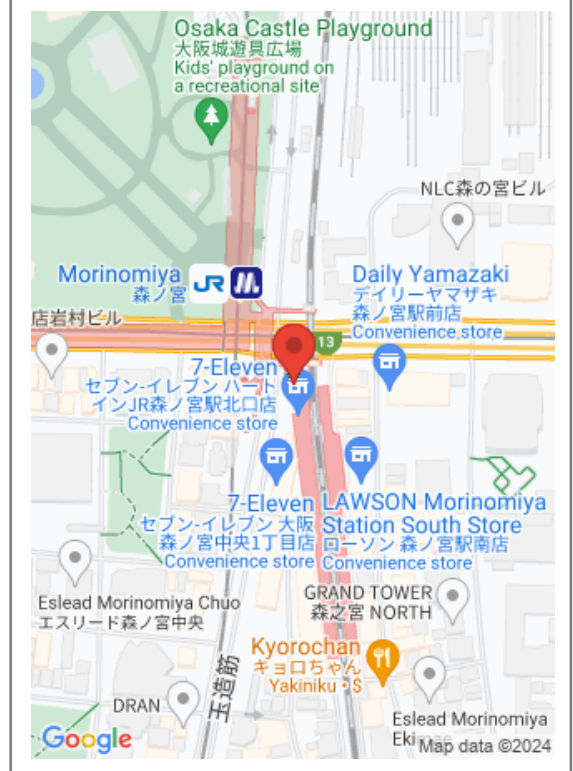 Osaka Castle Playground
大阪城遊具広場
Kids' playground on
a recreational site
NLC森の宮ビル
Morinomiya
森ノ宮
JR
Daily Yamazaki
デイリーヤマザキ
森ノ宮駅前店
Convenience store
店岩村ビル
13
7-Eleven
セブン-イレブン ハート
インJR森ノ宮駅北口店
Convenience store
7-Eleven
セブン-イレブン 大阪
森ノ宮中央1丁目店
Convenience store
LAWSON Morinomiya
Station South Store
ローソン 森ノ宮駅南店
Convenience store
GRAND TOWER
森之宮 NORTH
Eslead Morinomiya Chuo
エスリード森ノ宮中央
Kyorochan
ギョロちゃん
Yakiniku・$
玉造筋
DRAN
Eslead Morinomiya
Google
Map data ©2024